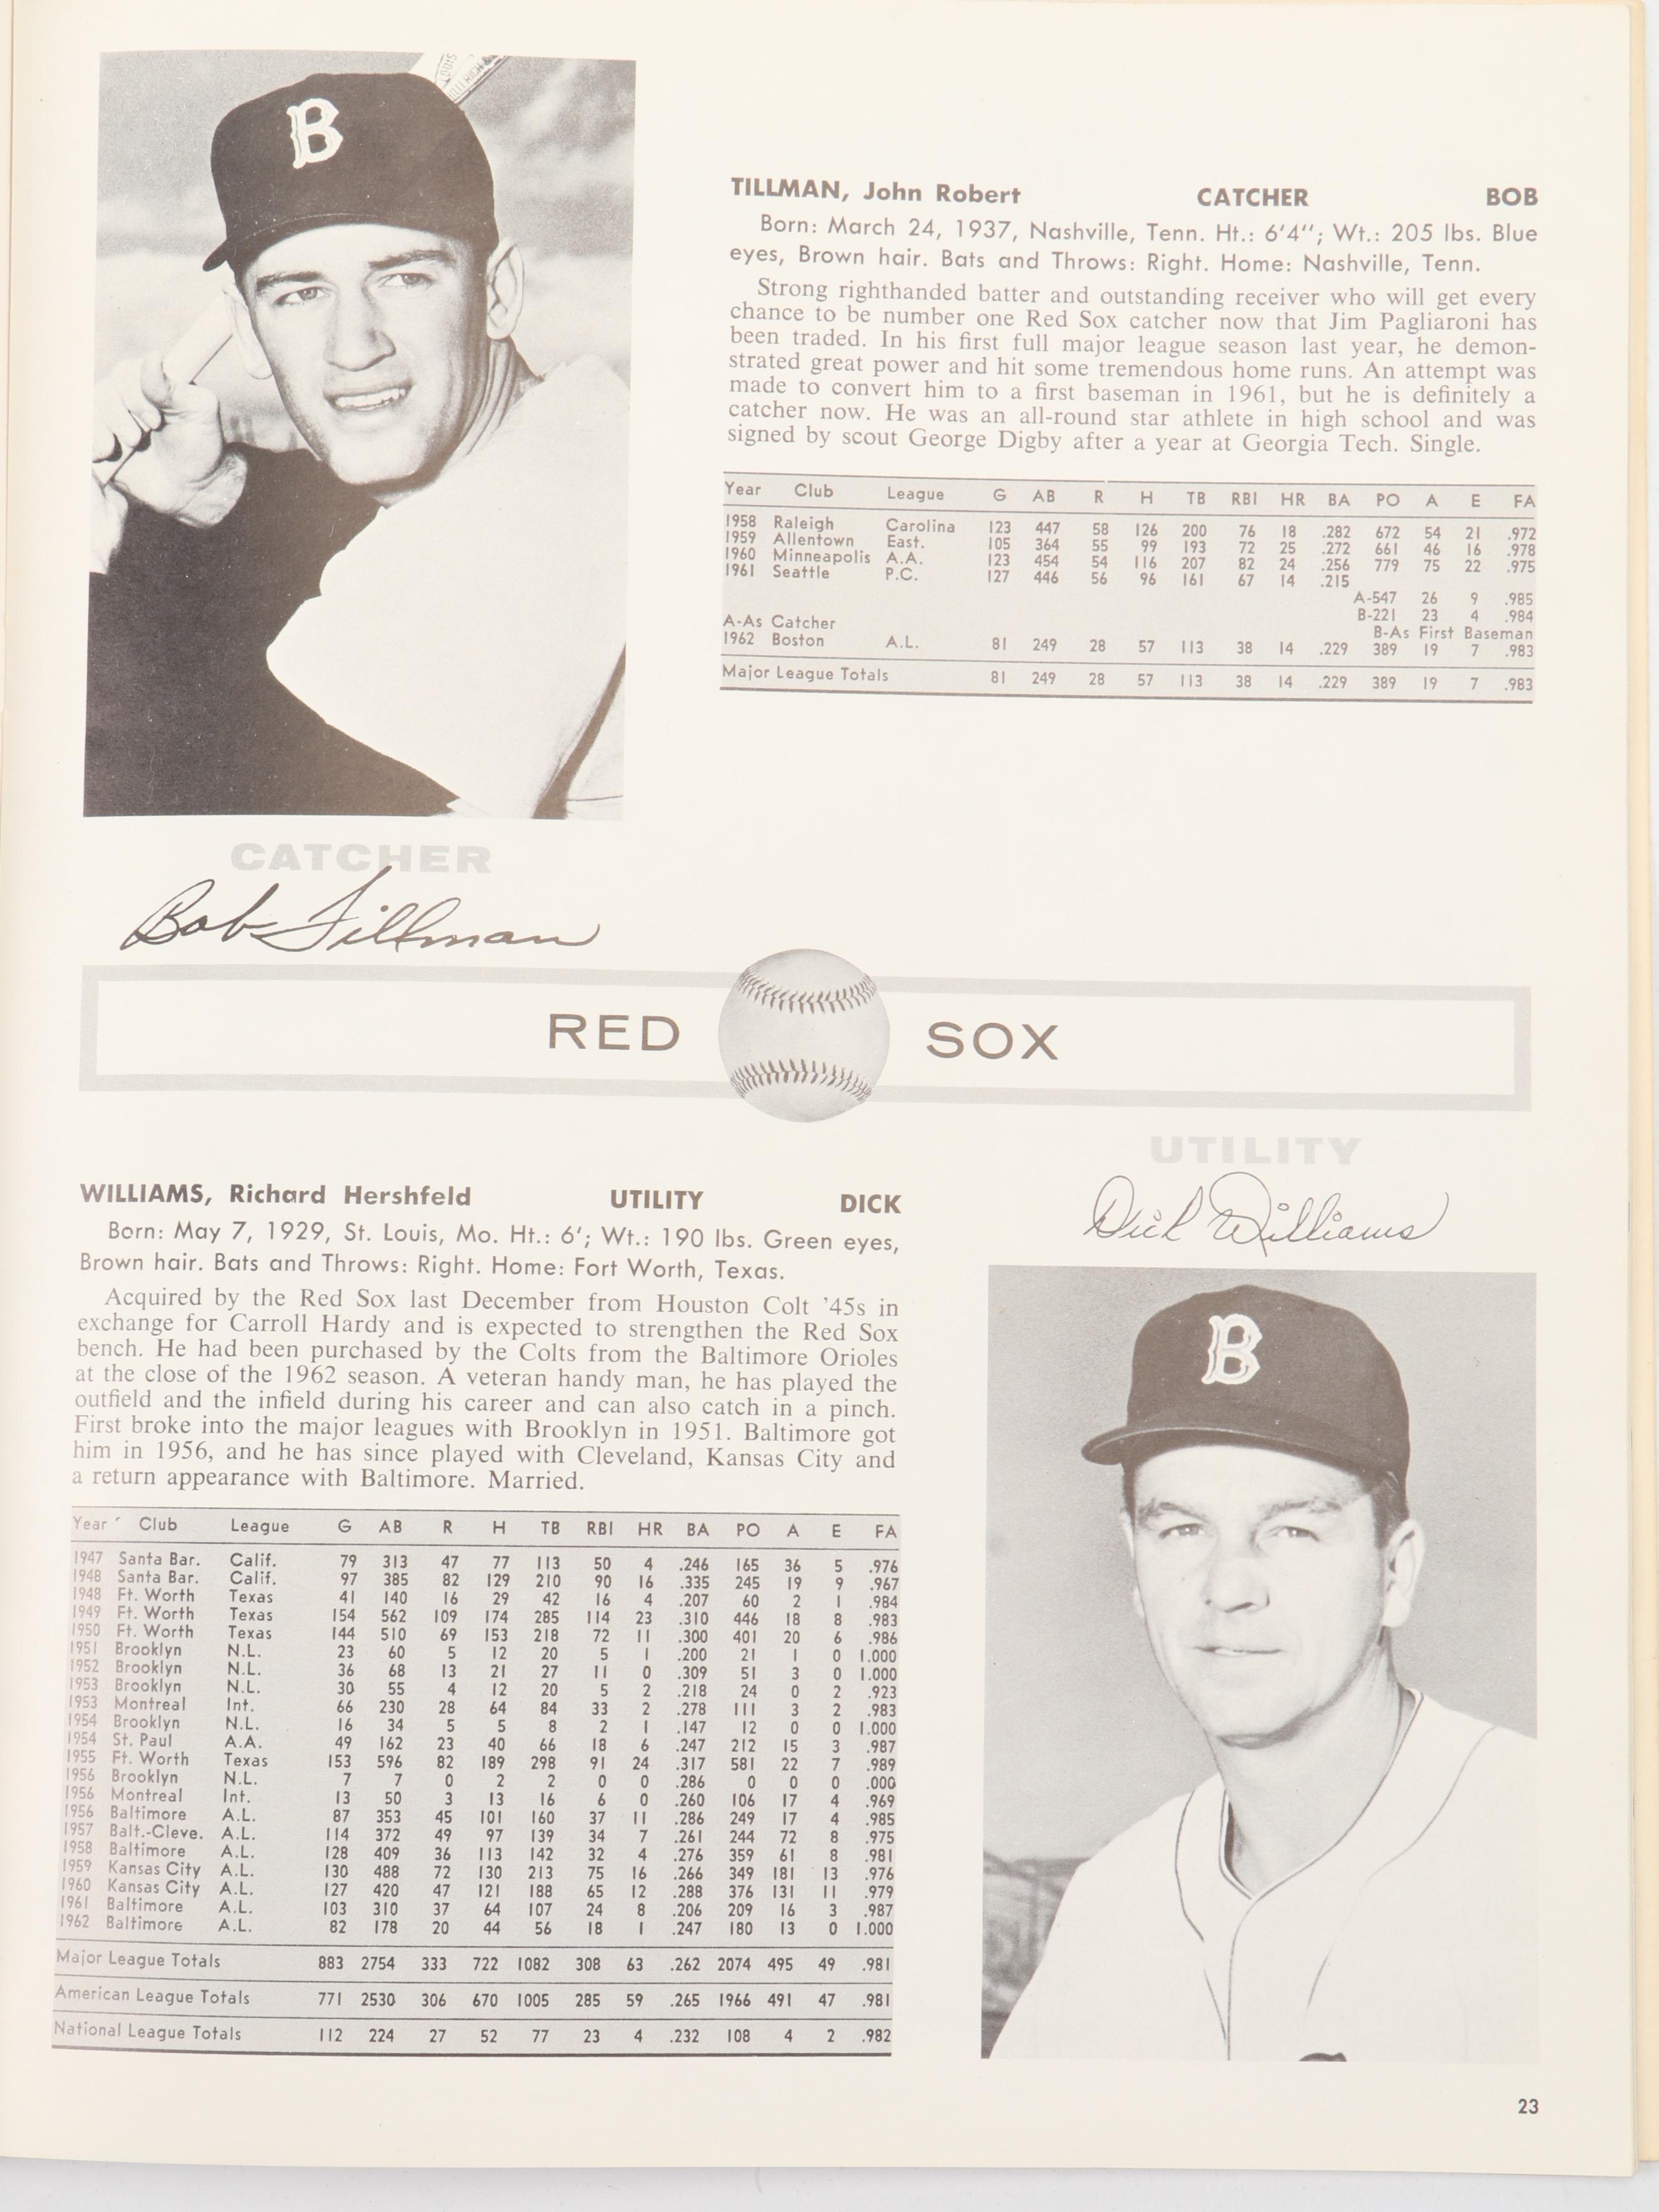 TILLMAN, John Robert CATCHER BOB
Born: March 24, 1937, Nashville, Tenn. Ht.: 6'4"; Wt.: 205 lbs. Blue
eyes, Brown hair. Bats and Throws: Right. Home: Nashville, Tenn.
Strong righthanded batter and outstanding receiver who will get every
chance to be number one Red Sox catcher now that Jim Pagliaroni has
been traded. In his first full major league season last year, he demon-
strated great power and hit some tremendous home runs. An attempt was
made to convert him to a first baseman in 1961, but he is definitely a
catcher now. He was an all-round star athlete in high school and was
signed by scout George Digby after a year at Georgia Tech. Single.
Year Club League G AB R H TB RBI HR BA PO A E FA
1958 Raleigh Carolina 123 447 58 126 200 76 18 .282 672 54 21 .972
1959 Allentown East. 105 364 55 99 193 72 25 .272 661 46 16 .978
1960 Minneapolis A.A. 123 454 54 116 207 82 24 .256 779 75 22 .975
1961 Seattle P.C. 127 446 56 96 161 67 14 .215
A-547 26 9 .985
B-221 23 4 .984
A-As Catcher B-As First Baseman
1962 Boston A.L. 81 249 28 57 113 38 14 .229 389 19 7 .983
Major League Totals 81 249 28 57 113 38 14 .229 389 19 7 .983
CATCHER
Bob Tillman
RED SOX
UTILITY
Dick Williams
WILLIAMS, Richard Hershfeld UTILITY DICK
Born: May 7, 1929, St. Louis, Mo. Ht.: 6'; Wt.: 190 lbs. Green eyes,
Brown hair. Bats and Throws: Right. Home: Fort Worth, Texas.
Acquired by the Red Sox last December from Houston Colt '45s in
exchange for Carroll Hardy and is expected to strengthen the Red Sox
bench. He had been purchased by the Colts from the Baltimore Orioles
at the close of the 1962 season. A veteran handy man, he has played the
outfield and the infield during his career and can also catch in a pinch.
First broke into the major leagues with Brooklyn in 1951. Baltimore got
him in 1956, and he has since played with Cleveland, Kansas City and
a return appearance with Baltimore. Married.
Year Club League G AB R H TB RBI HR BA PO A E FA
1947 Santa Bar. Calif. 79 313 47 77 113 50 4 .246 165 36 5 .976
1948 Santa Bar. Calif. 97 385 82 129 210 90 16 .335 245 19 9 .967
1948 Ft. Worth Texas 41 140 16 29 42 16 4 .207 60 2 1 .984
1949 Ft. Worth Texas 154 562 109 174 285 114 23 .310 446 18 8 .983
1950 Ft. Worth Texas 144 510 69 153 218 72 11 .300 401 20 6 .986
1951 Brooklyn N.L. 23 60 5 12 20 5 1 .200 21 1 0 1.000
1952 Brooklyn N.L. 36 68 13 21 27 11 0 .309 51 3 0 1.000
1953 Brooklyn N.L. 30 55 4 12 20 5 2 .218 24 0 2 .923
1953 Montreal Int. 66 230 28 64 84 33 2 .278 111 3 2 .983
1954 Brooklyn N.L. 16 34 5 5 8 2 1 .147 12 0 0 1.000
1954 St. Paul A.A. 49 162 23 40 66 18 6 .247 212 15 3 .987
1955 Ft. Worth Texas 153 596 82 189 298 91 24 .317 581 22 7 .989
1956 Brooklyn N.L. 7 7 0 2 2 0 0 .286 0 0 0 .000
1956 Montreal Int. 13 50 3 13 16 6 0 .260 106 17 4 .969
1956 Baltimore A.L. 87 353 45 101 160 37 11 .286 249 17 4 .985
1957 Balt.-Cleve. A.L. 114 372 49 97 139 34 7 .261 244 72 8 .975
1958 Baltimore A.L. 128 409 36 113 142 32 4 .276 359 61 8 .981
1959 Kansas City A.L. 130 488 72 130 213 75 16 .266 349 181 13 .976
1960 Kansas City A.L. 127 420 47 121 188 65 12 .288 376 131 11 .979
1961 Baltimore A.L. 103 310 37 64 107 24 8 .206 209 16 3 .987
1962 Baltimore A.L. 82 178 20 44 56 18 1 .247 180 13 0 1.000
Major League Totals 883 2754 333 722 1082 308 63 .262 2074 495 49 .981
American League Totals 771 2530 306 670 1005 285 59 .265 1966 491 47 .981
National League Totals 112 224 27 52 77 23 4 .232 108 4 2 .982
B
B
23